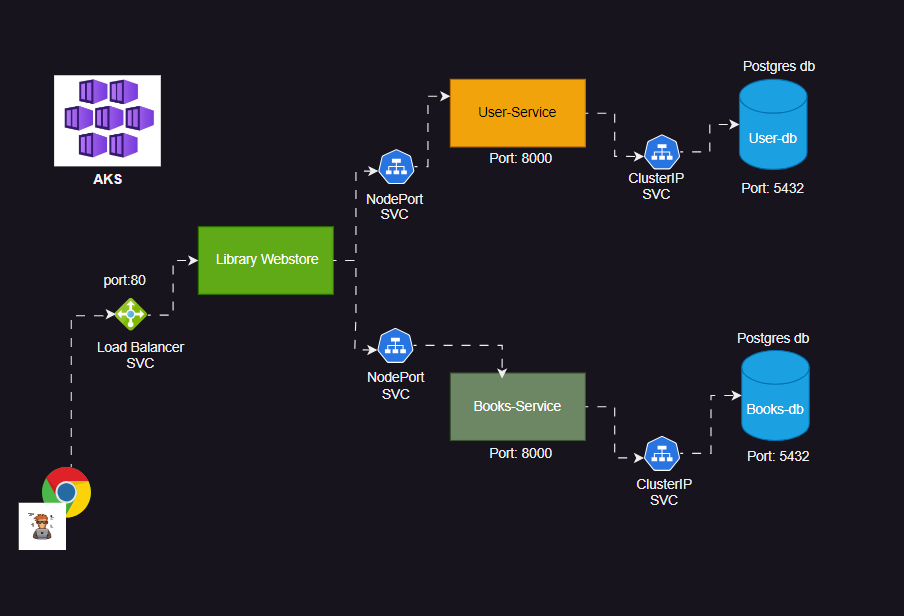 AKS
port:80
Load Balancer
SVC
Library Webstore
NodePort
SVC
User-Service
Port: 8000
ClusterIP
SVC
Postgres db
User-db
Port: 5432
NodePort
SVC
Books-Service
Port: 8000
ClusterIP
SVC
Postgres db
Books-db
Port: 5432